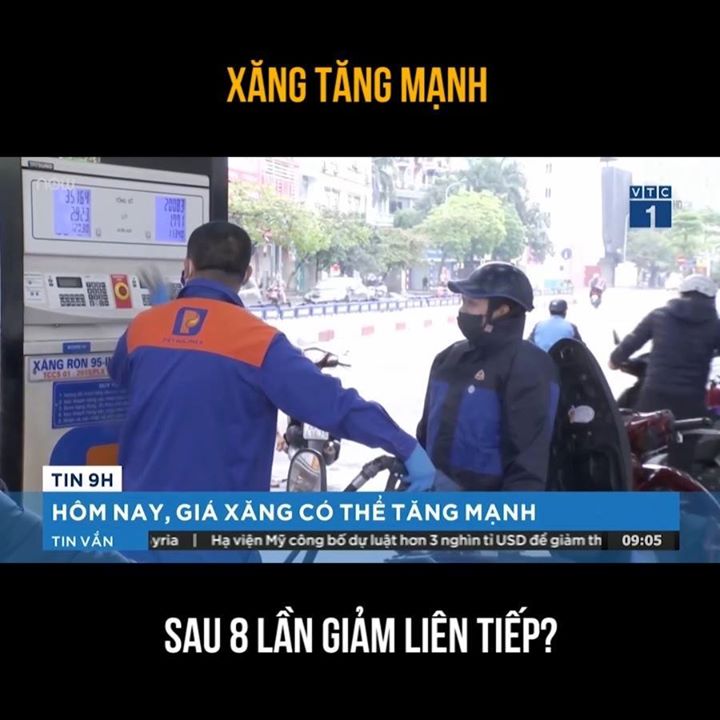 XĂNG TĂNG MẠNH
VTC
1
XĂNG RON 95-
TIN 9H
HÔM NAY, GIÁ XĂNG CÓ THỂ TĂNG MẠNH
TIN VẮN
yria | Hạ viện Mỹ công bố dự luật hơn 3 nghìn tỉ USD để giảm th
09:05
SAU 8 LẦN GIẢM LIÊN TIẾP?